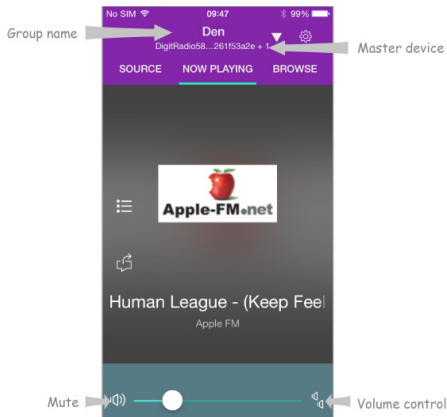 No SIM 09:47 99%
Group name
Den
DigitRadio58...261f53a2e + 1
Master device
SOURCE NOW PLAYING BROWSE
Apple-FM.net
Human League - (Keep Feel
Apple FM
Mute
Volume control